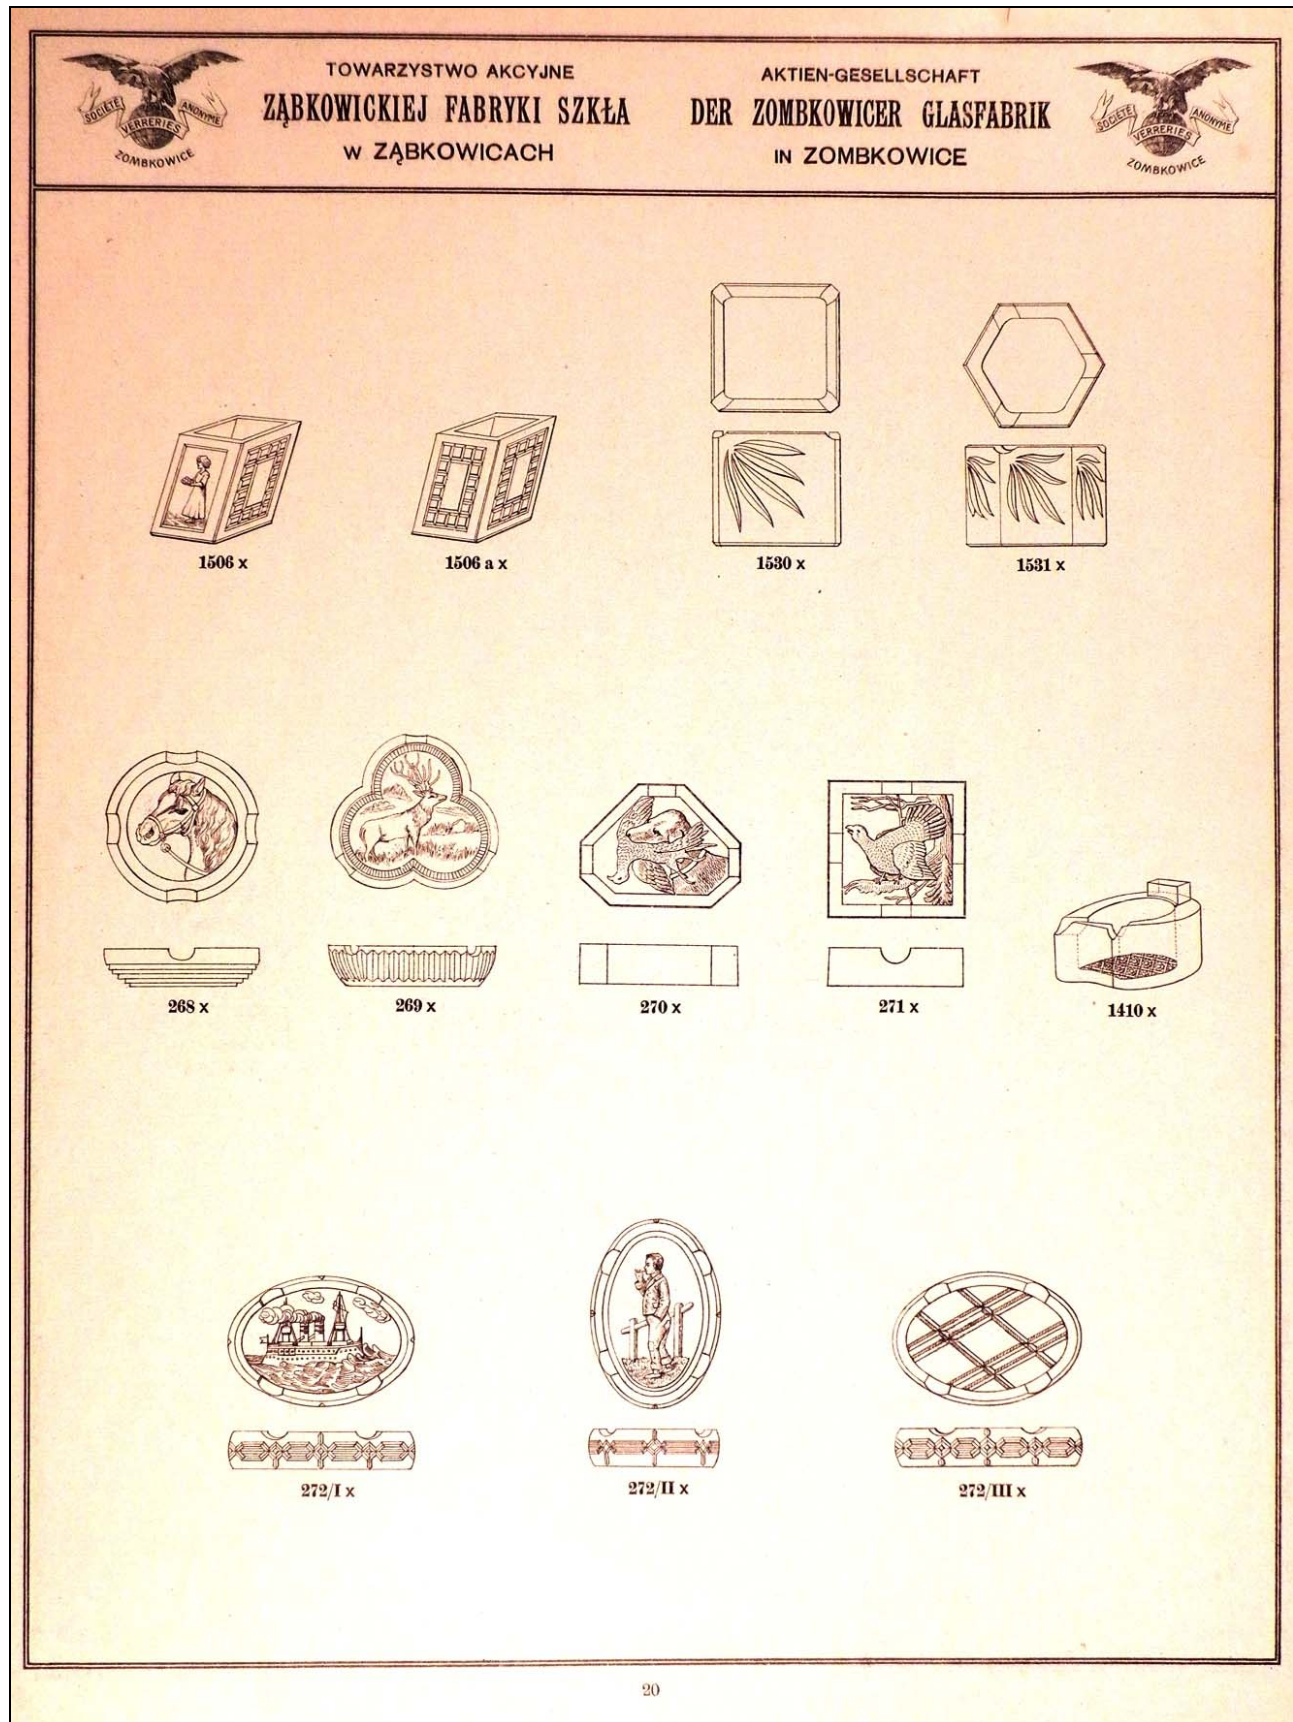 SOCIÉTÉ ANONYME
VERRERIES
ZOMBKOWICE
TOWARZYSTWO AKCYJNE
ZĄBKOWICKIEJ FABRYKI SZKŁA
W ZĄBKOWICACH
AKTIEN-GESELLSCHAFT
DER ZOMBKOWICER GLASFABRIK
IN ZOMBKOWICE
SOCIÉTÉ ANONYME
VERRERIES
ZOMBKOWICE
1506 x
1506 a x
1530 x
1531 x
268 x
269 x
270 x
271 x
1410 x
272/I x
272/II x
272/III x
20